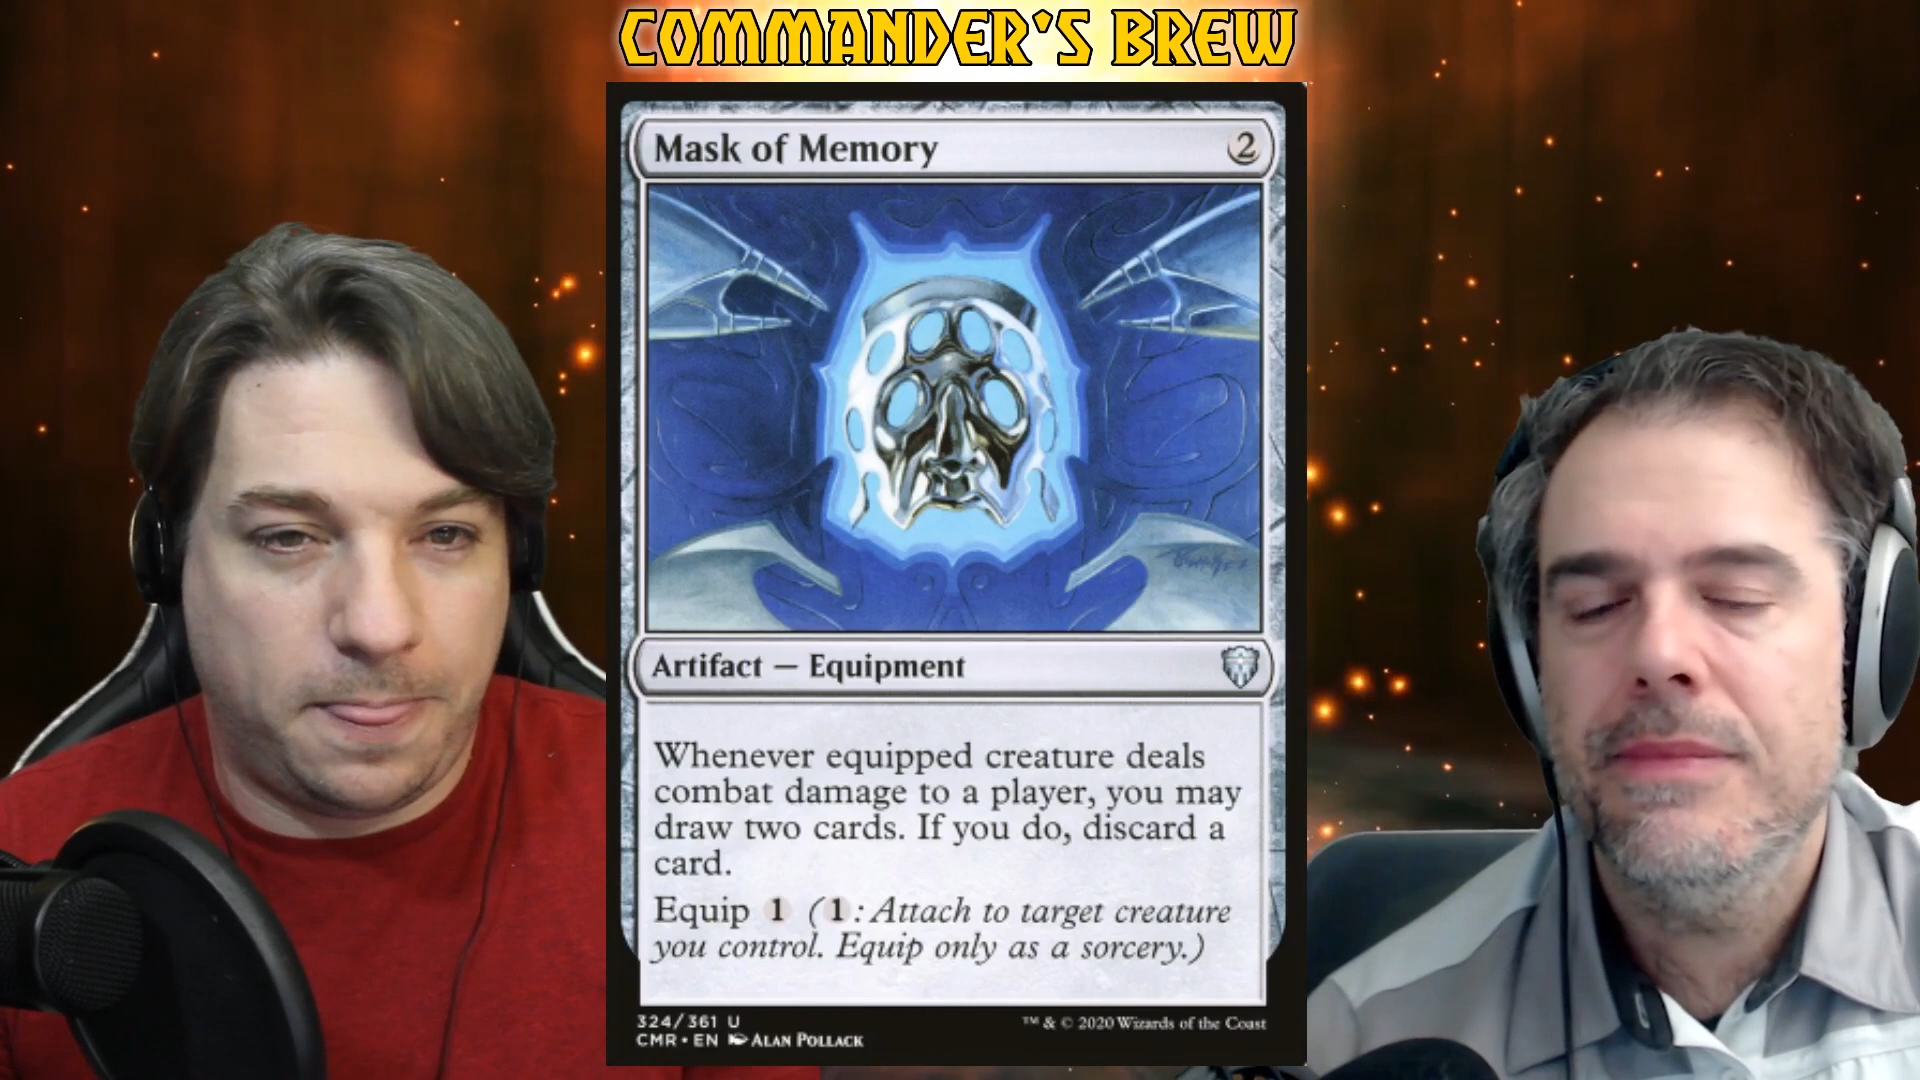 COMMANDER'S BREW
Mask of Memory 2
Artifact — Equipment
Whenever equipped creature deals
combat damage to a player, you may
draw two cards. If you do, discard a
card.
Equip 1 (1: Attach to target creature
you control. Equip only as a sorcery.)
324/361 U
CMR • EN ALAN POLLACK
™ & © 2020 Wizards of the Coast